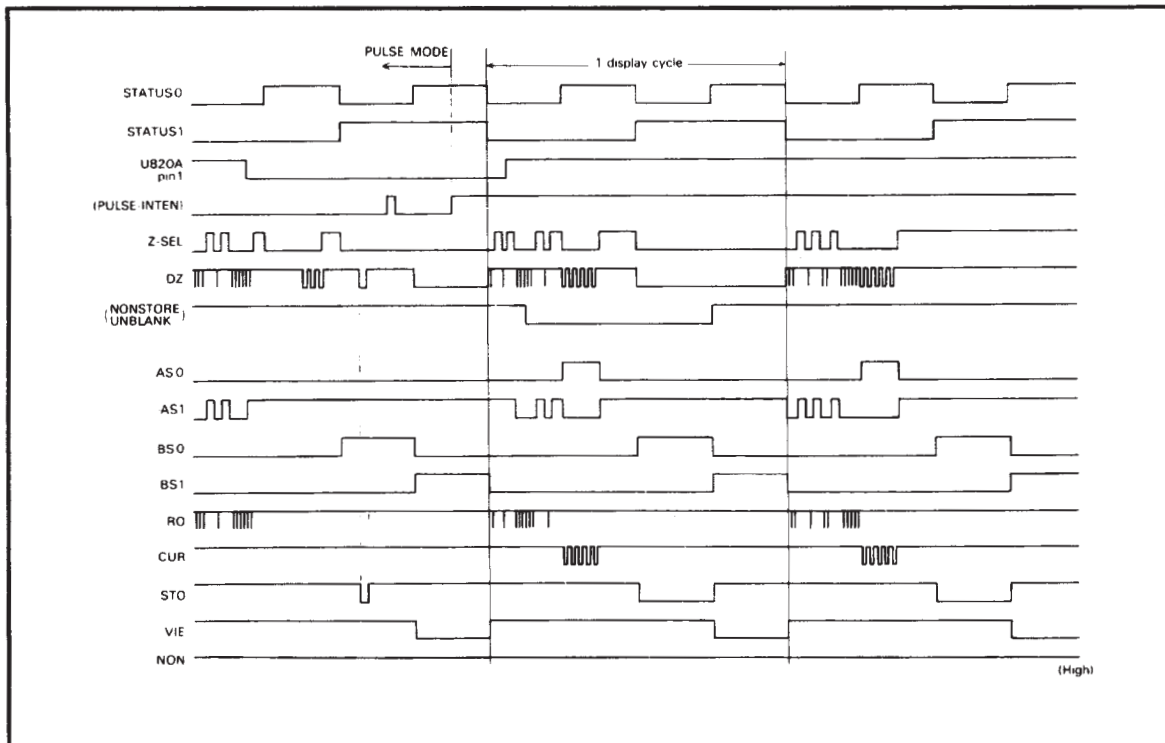 PULSE MODE
1 display cycle
STATUS0
STATUS1
U820A
pin1
(PULSE-INTEN)
Z-SEL
DZ
(NONSTORE
UNBLANK)
AS0
AS1
BS0
BS1
RO
CUR
STO
VIE
NON
(High)